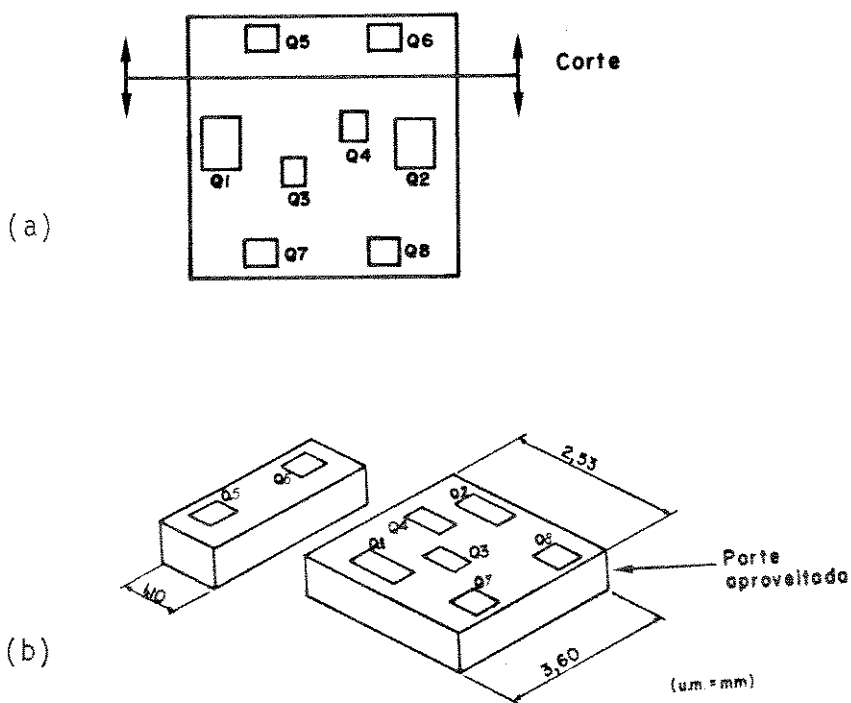 Q5 Q6
Corte
Q4
Q1 Q2
Q3
(a)
Q7 Q8
2,53
Q6
Q5
Q2
Q4
Q1 Q3 Q8
Q7
Parte
aproveitada
1,10
(b)
3,60
(u.m. = mm)